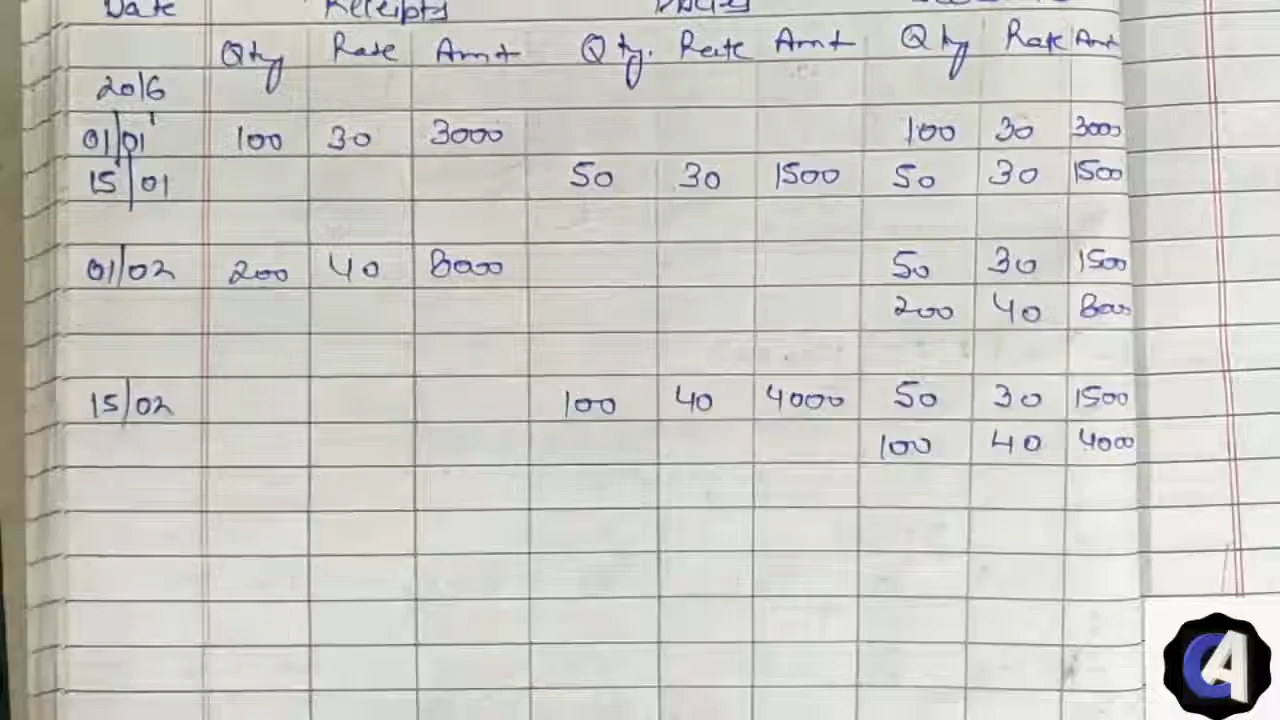 Date Receipts
Qty Rate Amt Qty. Rate Amt Qty Rate Amt
2016
01/01 100 30 3000 100 30 3000
15/01 50 30 1500 50 30 1500
01/02 200 40 8000 50 30 1500
200 40 8000
15/02 100 40 4000 50 30 1500
100 40 4000
CA